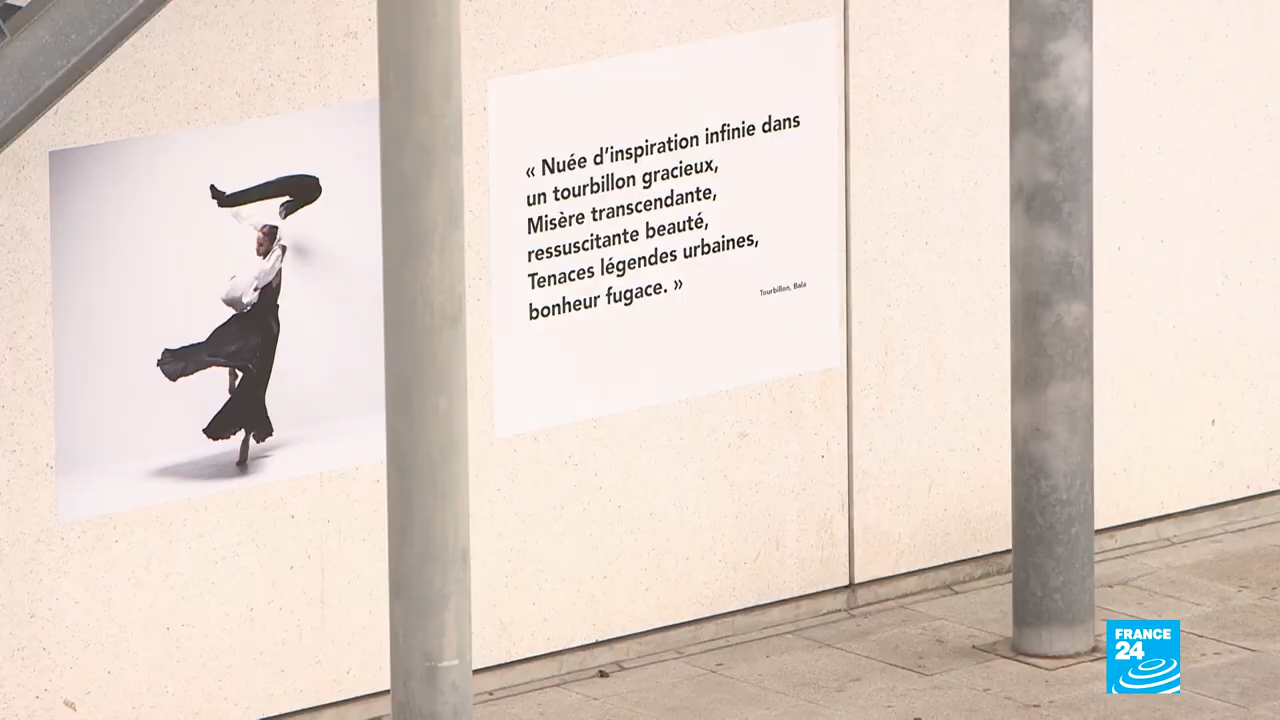 « Nuée d'inspiration infinie dans
un tourbillon gracieux,
Misère transcendante,
ressuscitante beauté,
Tenaces légendes urbaines,
bonheur fugace. »
Tourbillon, Bala
FRANCE
24